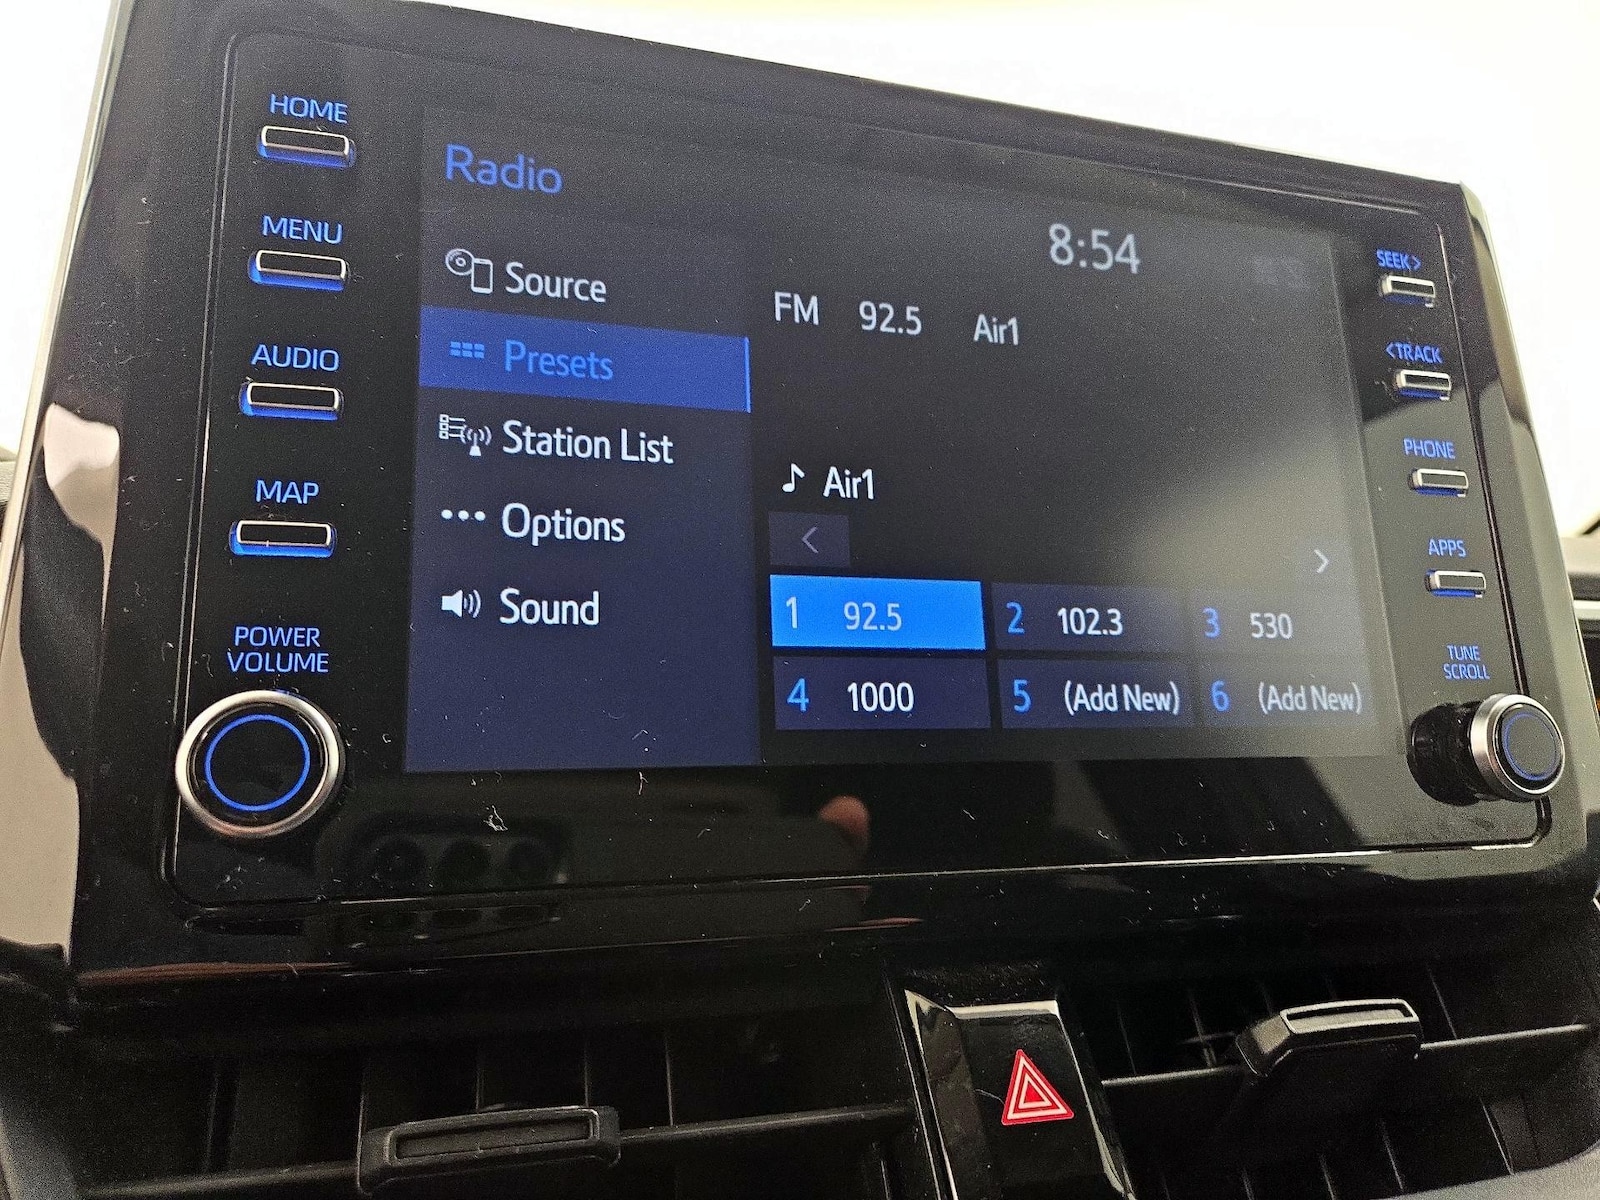 HOME
MENU
AUDIO
MAP
POWER
VOLUME
Radio
Source
Presets
Station List
Options
Sound
8:54
FM 92.5 Air1
Air1
1 92.5 2 102.3 3 530
4 1000 5 (Add New) 6 (Add New)
SEEK>
<TRACK
PHONE
APPS
TUNE
SCROLL